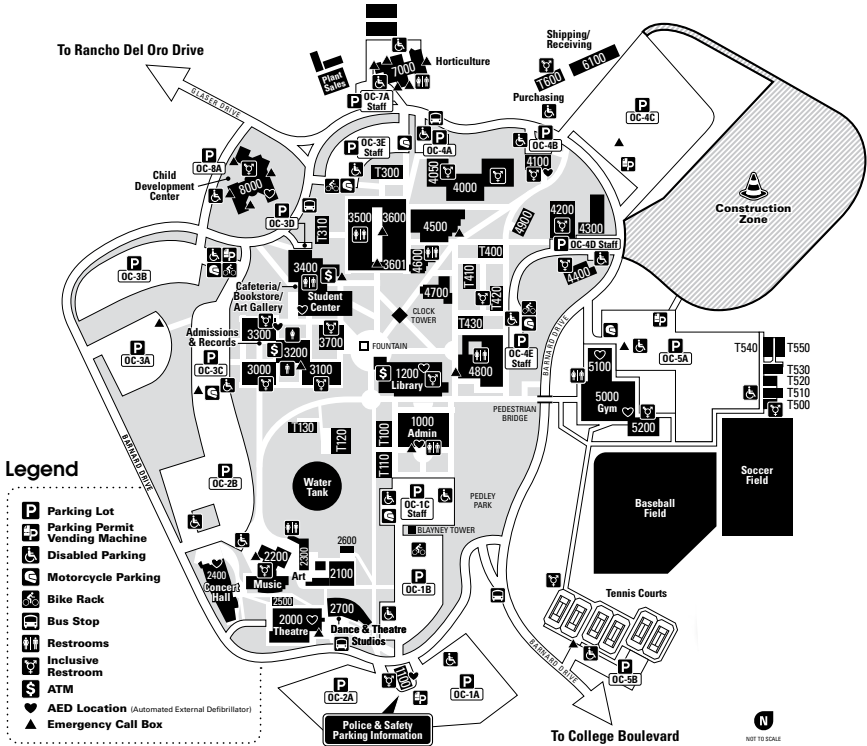 To Rancho Del Oro Drive
GLASER DRIVE
Plant
Sales
7000
Horticulture
P
OC-7A
Staff
Shipping/
Receiving
6100
T600
Purchasing
P
OC-4C
P
OC-8A
8000
Child
Development
Center
P
OC-3E
Staff
P
OC-4A
P
OC-4B
T300
4050
4000
4100
Construction
Zone
P
OC-3D
T310
3500
3600
3601
4500
4600
4900
4200
4300
P
OC-4D Staff
4400
T400
T410
T420
T430
4700
4800
P
OC-3B
3400
$
Student
Center
Cafeteria/
Bookstore/
Art Gallery
CLOCK
TOWER
FOUNTAIN
Admissions
& Records
3300
3200
3700
3000
3100
$
P
OC-3A
P
OC-3C
P
OC-4E
Staff
BARNARD DRIVE
$
1200
Library
P
OC-5A
5100
5000
Gym
5200
T540
T550
T530
T520
T510
T500
PEDESTRIAN
BRIDGE
BARNARD DRIVE
P
OC-2B
T130
T120
T100
T110
1000
Admin
Water
Tank
P
OC-1C
Staff
PEDLEY
PARK
BLAYNEY TOWER
P
OC-1B
Baseball
Field
Soccer
Field
2400
Concert
Hall
2200
Music
2300
Art
2600
2100
2500
2000
Theatre
2700
Dance & Theatre
Studios
Tennis Courts
P
OC-5B
BARNARD DRIVE
To College Boulevard
P
OC-2A
P
OC-1A
Police & Safety
Parking Information
N
NOT TO SCALE
Legend
P Parking Lot
Parking Permit
Vending Machine
Disabled Parking
Motorcycle Parking
Bike Rack
Bus Stop
Restrooms
Inclusive
Restroom
$ ATM
AED Location (Automated External Defibrillator)
Emergency Call Box